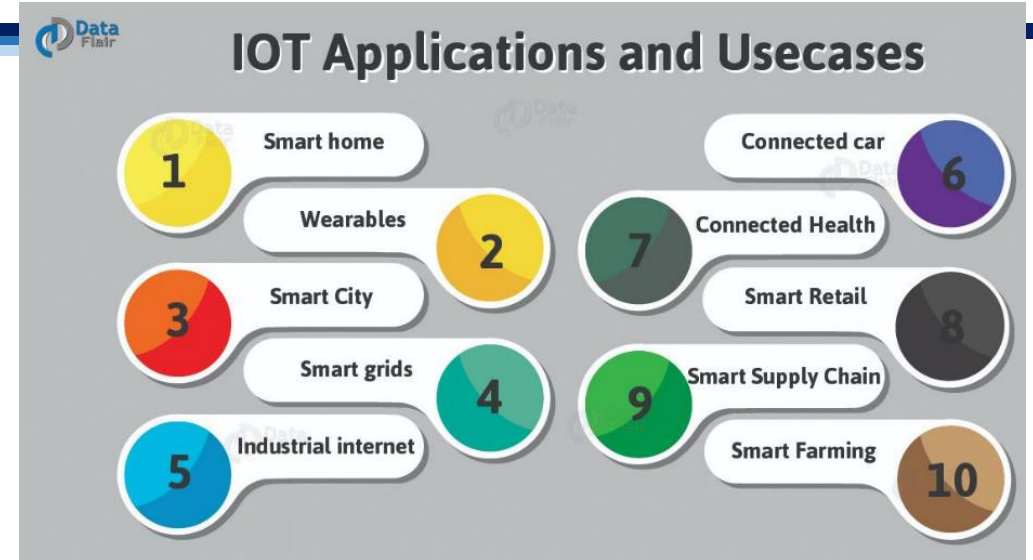 Data
Flair
IOT Applications and Usecases
1
Smart home
Wearables
2
3
Smart City
Smart grids
4
5
Industrial internet
Connected car
6
7
Connected Health
Smart Retail
8
9
Smart Supply Chain
Smart Farming
10